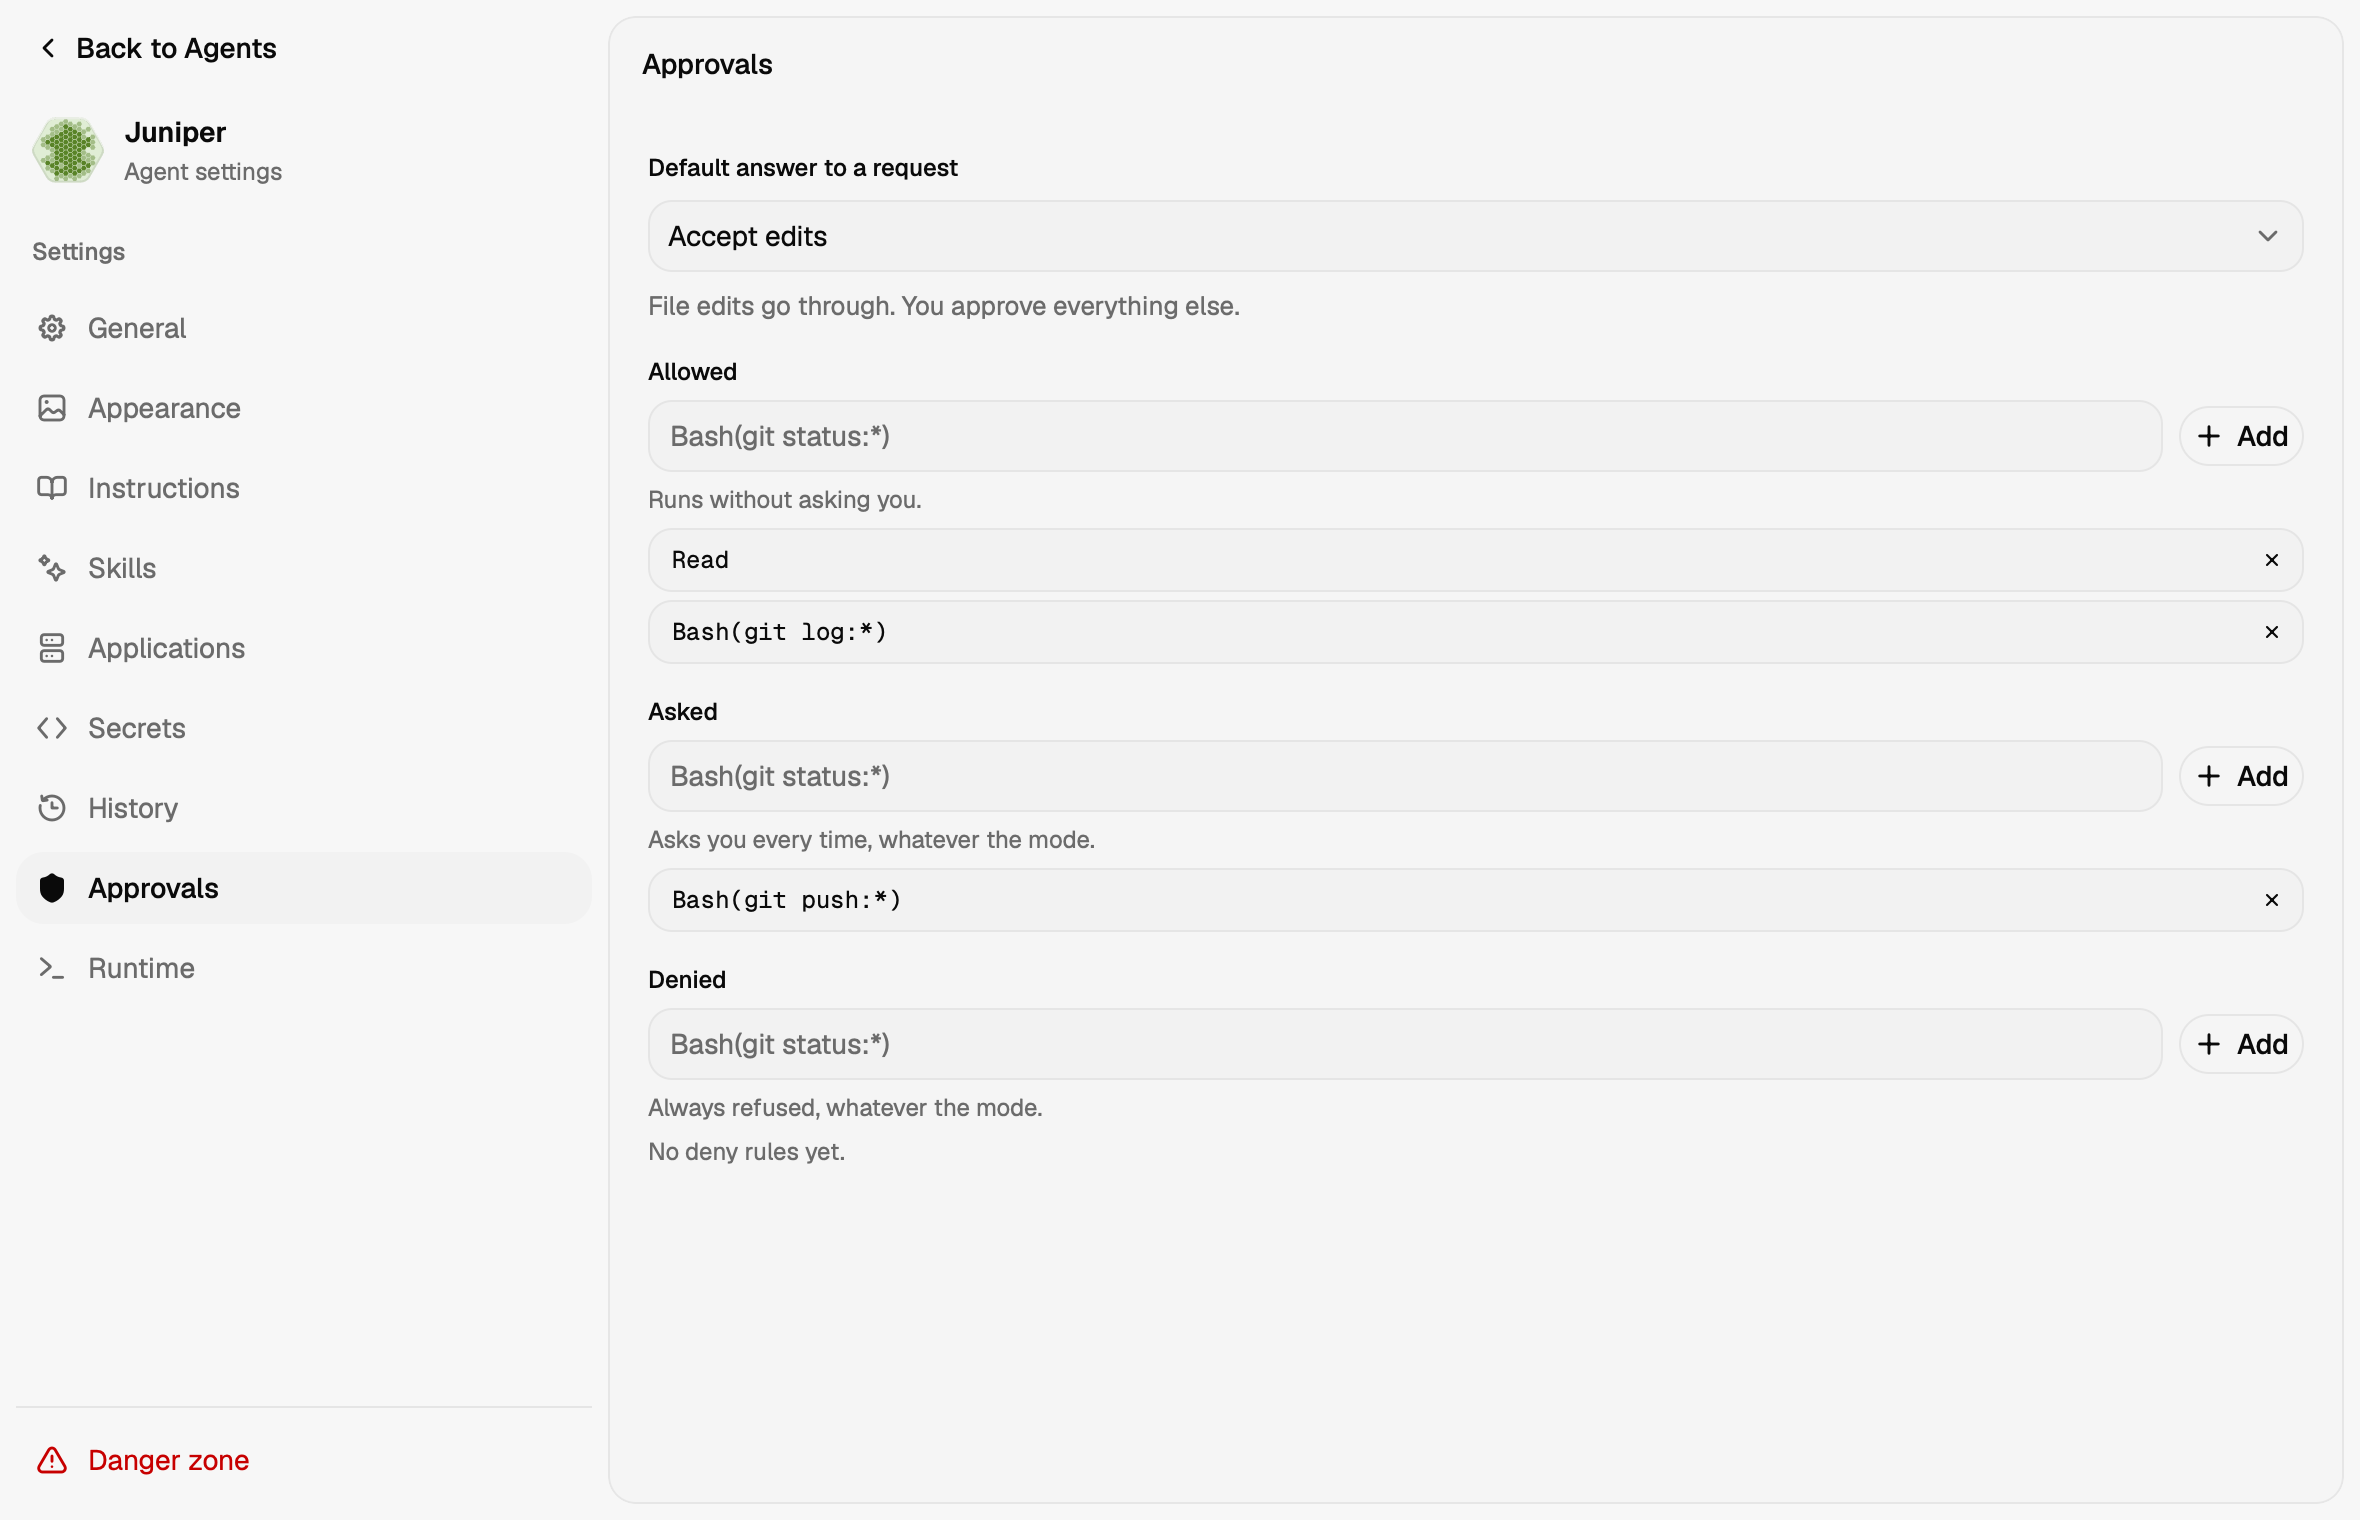 Back to Agents
Juniper
Agent settings
Settings
General
Appearance
Instructions
Skills
Applications
Secrets
History
Approvals
Runtime
Danger zone
Approvals
Default answer to a request
Accept edits
File edits go through. You approve everything else.
Allowed
Bash(git status:*)
Add
Runs without asking you.
Read
Bash(git log:*)
Asked
Bash(git status:*)
Add
Asks you every time, whatever the mode.
Bash(git push:*)
Denied
Bash(git status:*)
Add
Always refused, whatever the mode.
No deny rules yet.